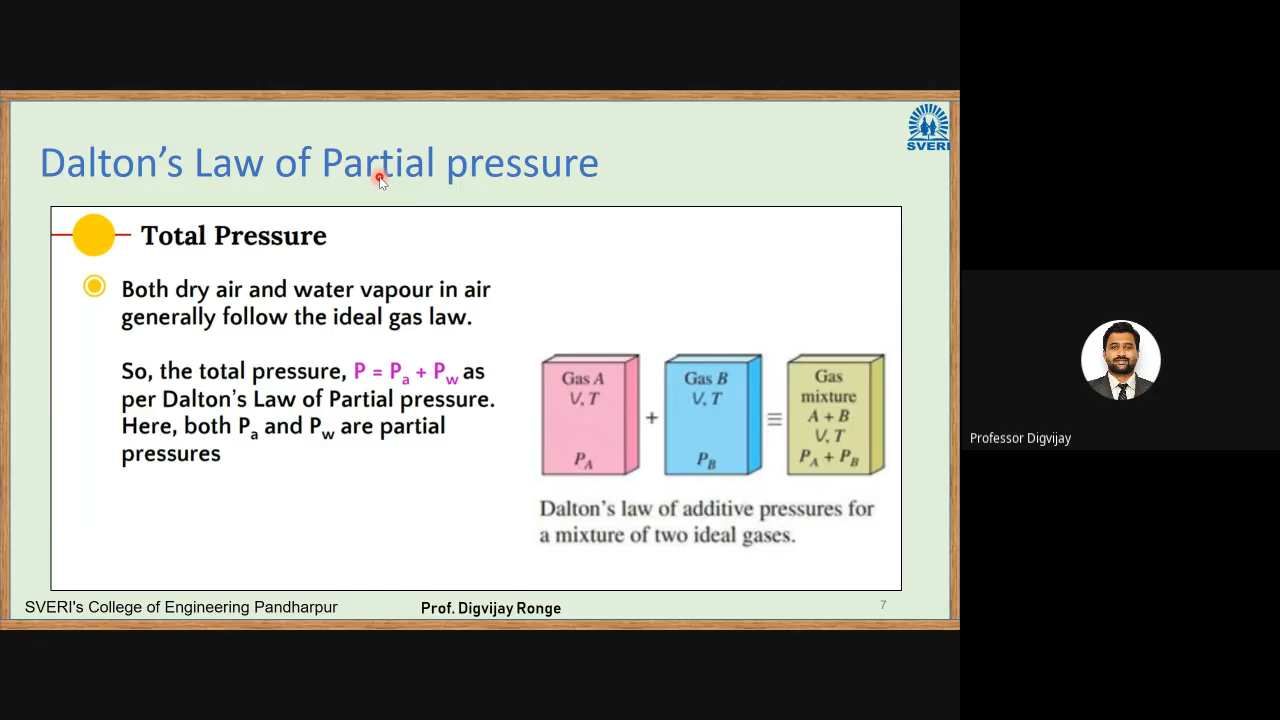 SVERI
Dalton's Law of Partial pressure
Total Pressure
Both dry air and water vapour in air
generally follow the ideal gas law.
So, the total pressure, P = Pa + Pw as
per Dalton's Law of Partial pressure.
Here, both Pa and Pw are partial
pressures
Gas A
V, T
PA
+
Gas B
V, T
PB
≡
Gas
mixture
A + B
V, T
PA + PB
Dalton's law of additive pressures for
a mixture of two ideal gases.
SVERI's College of Engineering Pandharpur
Prof. Digvijay Ronge
7
Professor Digvijay